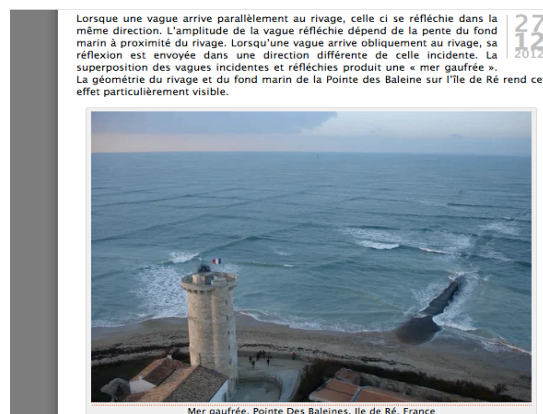 Lorsque une vague arrive parallèlement au rivage, celle ci se réfléchie dans la
même direction. L'amplitude de la vague réfléchie dépend de la pente du fond
marin à proximité du rivage. Lorsqu'une vague arrive obliquement au rivage, sa
réflexion est envoyée dans une direction différente de celle incidente. La
superposition des vagues incidentes et réfléchies produit une « mer gaufrée ».
La géométrie du rivage et du fond marin de la Pointe des Baleine sur l'île de Ré rend ce
effet particulièrement visible.
27
12
2012
Mer gaufrée, Pointe Des Baleines, Ile de Ré, France